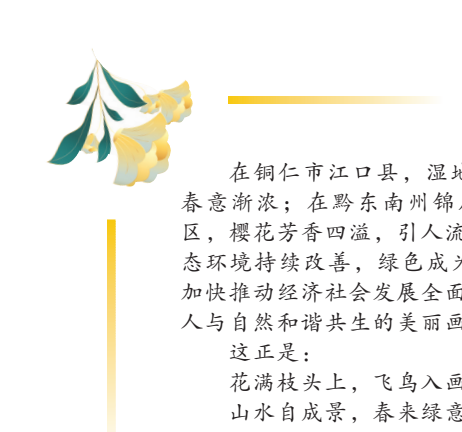 在铜仁市江口县，湿地
春意渐浓；在黔东南州锦
区，樱花芳香四溢，引人流
态环境持续改善，绿色成
加快推动经济社会发展全面
人与自然和谐共生的美丽画
这正是：
花满枝头上，飞鸟入画
山水自成景，春来绿意